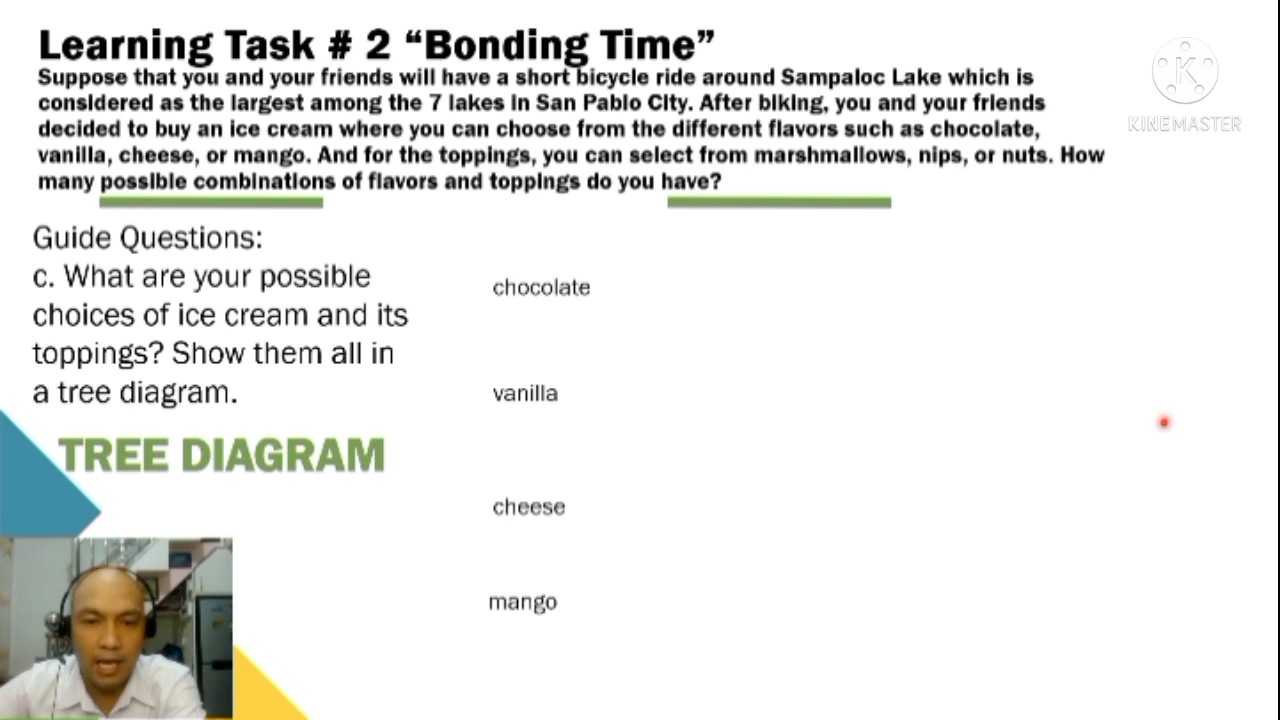 Learning Task # 2 “Bonding Time”
Suppose that you and your friends will have a short bicycle ride around Sampaloc Lake which is
considered as the largest among the 7 lakes in San Pablo City. After biking, you and your friends
decided to buy an ice cream where you can choose from the different flavors such as chocolate,
vanilla, cheese, or mango. And for the toppings, you can select from marshmallows, nips, or nuts. How
many possible combinations of flavors and toppings do you have?
K
KINEMASTER
Guide Questions:
c. What are your possible
choices of ice cream and its
toppings? Show them all in
a tree diagram.
TREE DIAGRAM
chocolate
vanilla
cheese
mango